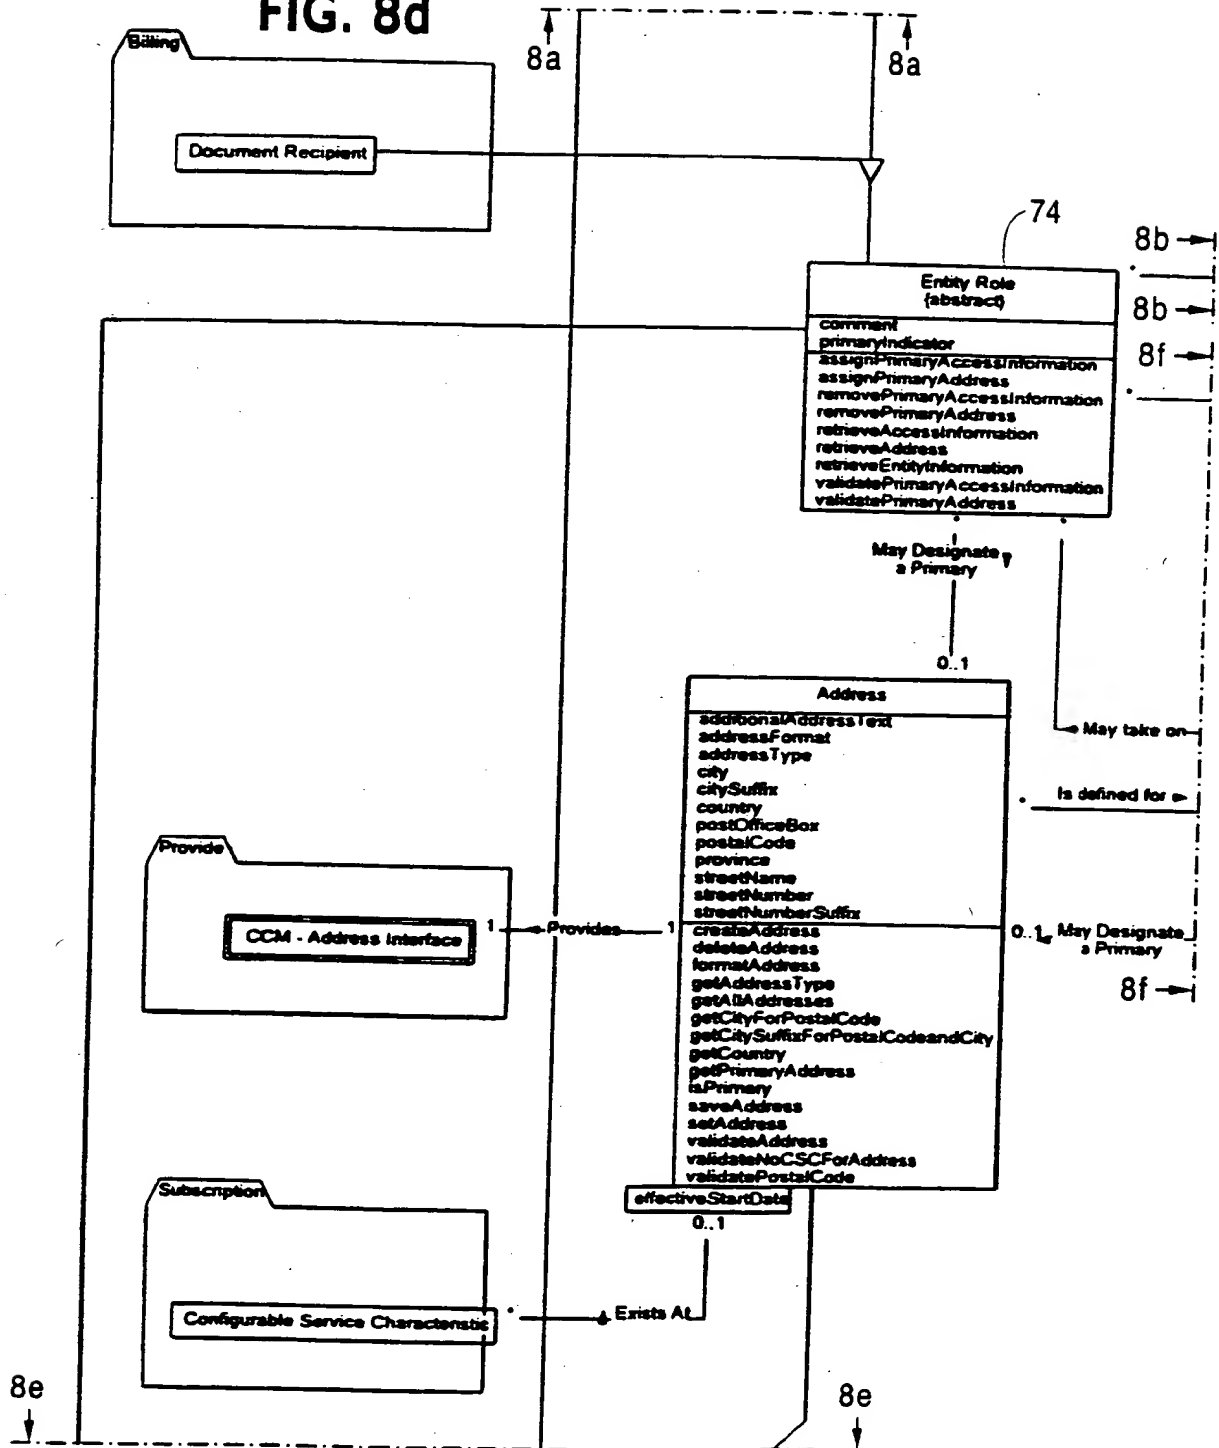 FIG. 8d
8a
8a
Billing
Document Recipient
74
8b
8b
8f
Entity Role
{abstract}
comment
primaryIndicator
assignPrimaryAccessInformation
assignPrimaryAddress
removePrimaryAccessInformation
removePrimaryAddress
retrieveAccessInformation
retrieveAddress
retrieveEntityInformation
validatePrimaryAccessInformation
validatePrimaryAddress
*
*
*
*
May Designate
a Primary
0..1
May take on
Is defined for
*
Address
additionalAddressText
addressFormat
addressType
city
citySuffix
country
postOfficeBox
postalCode
province
streetName
streetNumber
streetNumberSuffix
createAddress
deleteAddress
formatAddress
getAddressType
getAllAddresses
getCityForPostalCode
getCitySuffixForPostalCodeandCity
getCountry
getPrimaryAddress
isPrimary
saveAddress
setAddress
validateAddress
validateNoCSCForAddress
validatePostalCode
effectiveStartDate
0..1
0..1
May Designate
a Primary
8f
Provide
CCM - Address Interface
1
Provides
1
Subscription
Configurable Service Characteristic
*
Exists At
8e
8e